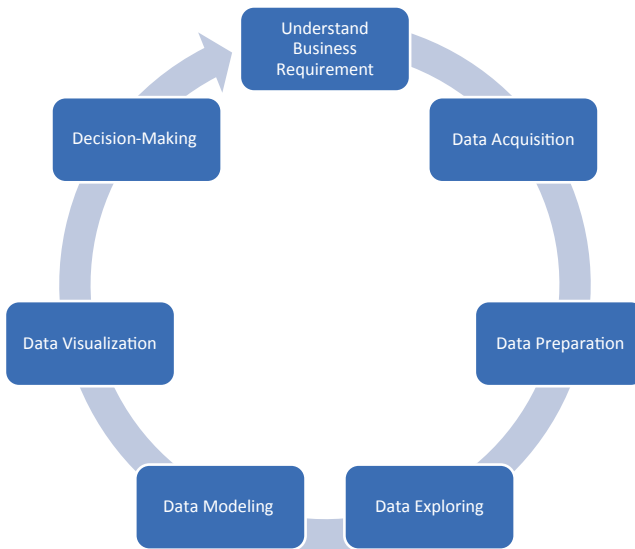 Understand
Business
Requirement
Data Acquisition
Data Preparation
Data Exploring
Data Modeling
Data Visualization
Decision-Making